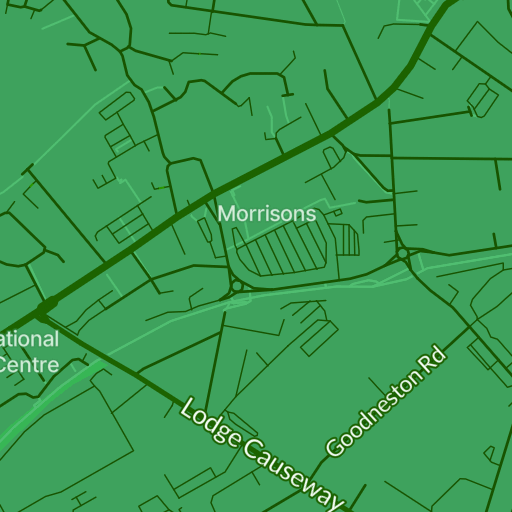 Morrisons
ational
Centre
Goodneston Rd
Lodge Causeway